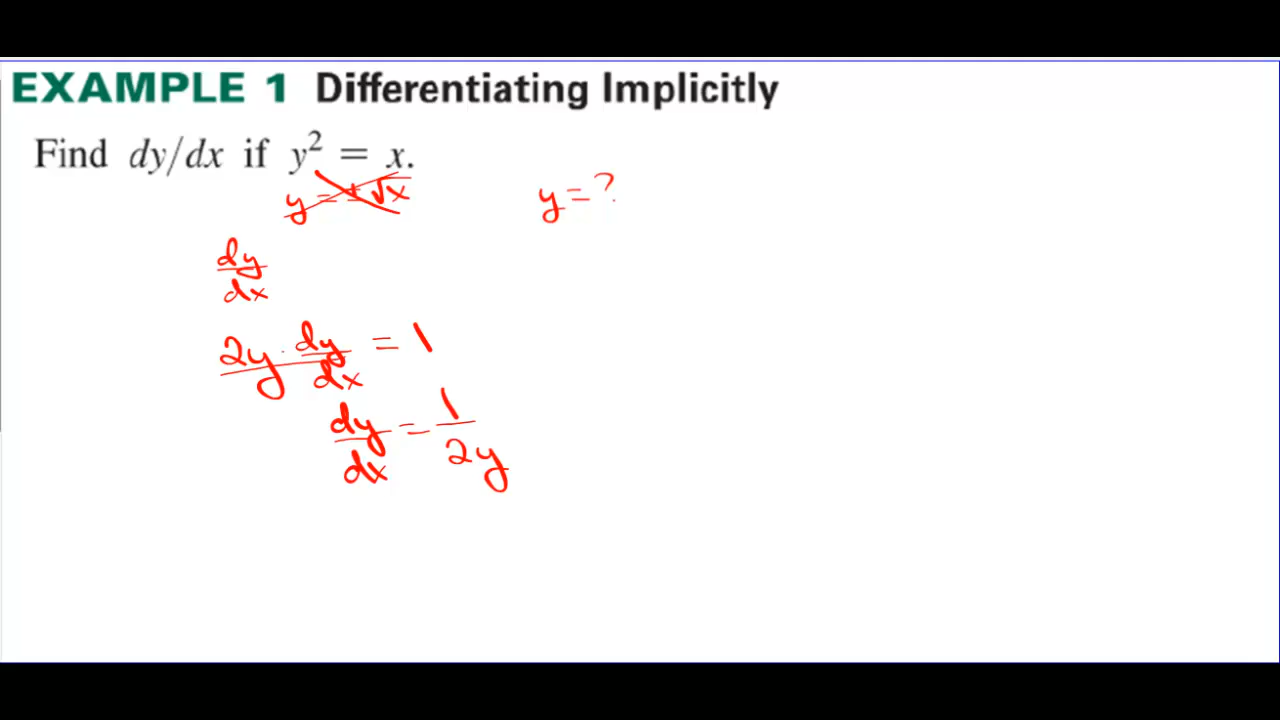 EXAMPLE 1 Differentiating Implicitly
Find dy/dx if y² = x.
y = ±√x
y = ?
dy/dx
2y · dy/dx = 1
dy/dx = 1/2y